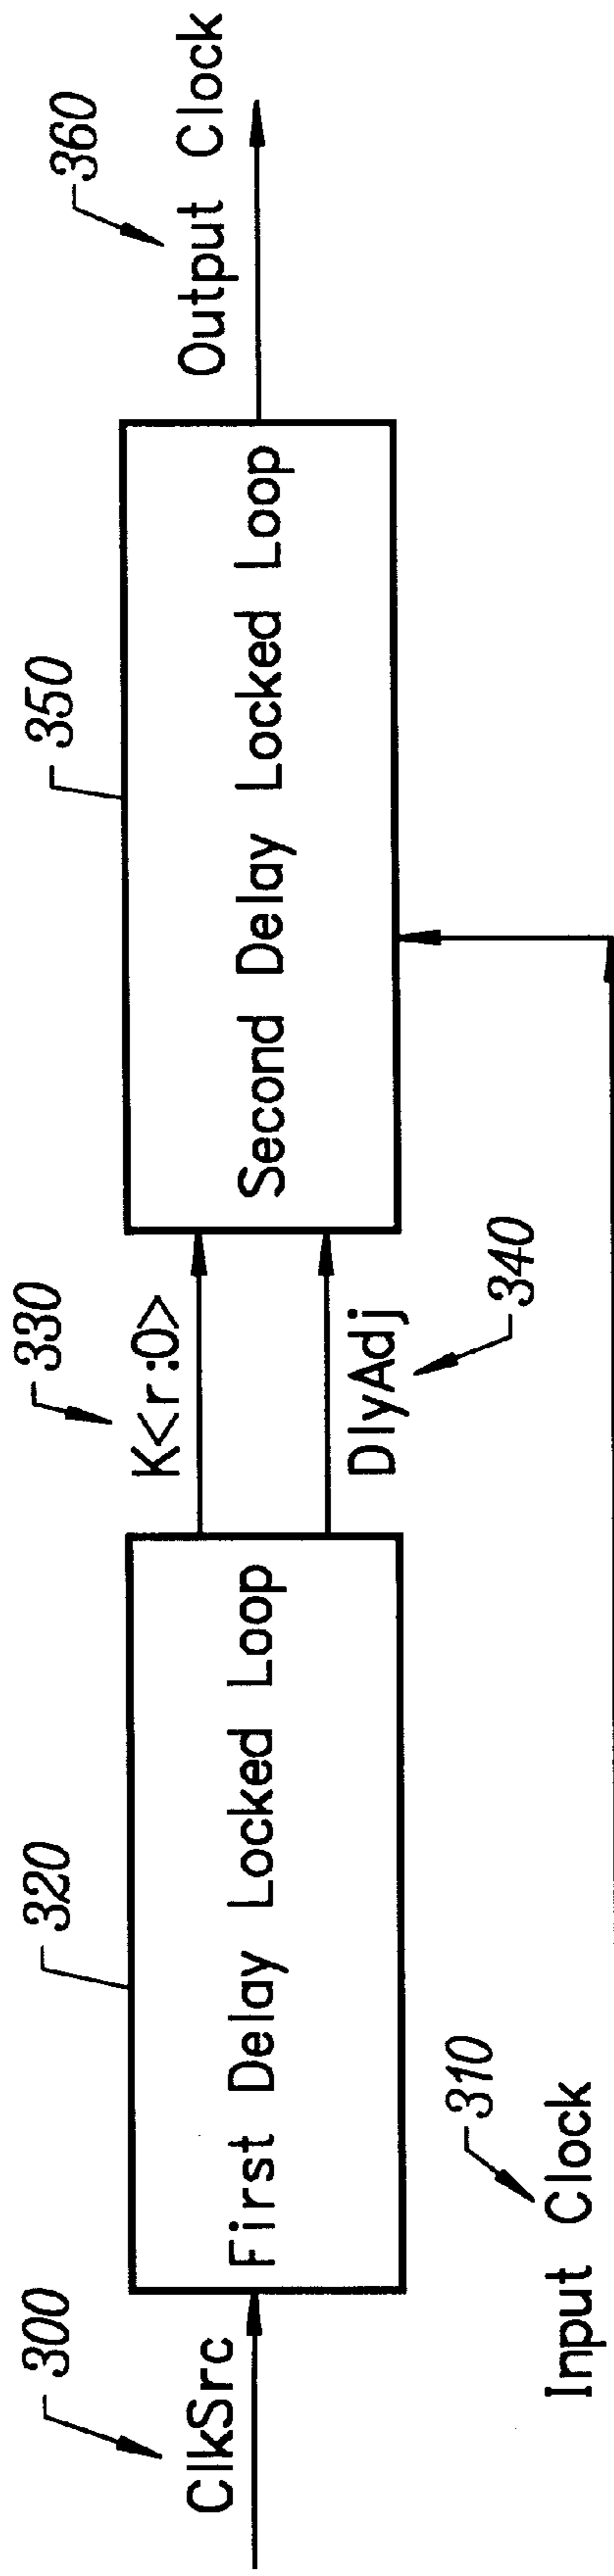 300
ClkSrc
320
First Delay Locked Loop
330
K<r:0>
DlyAdj
340
350
Second Delay Locked Loop
360
Output Clock
310
Input Clock